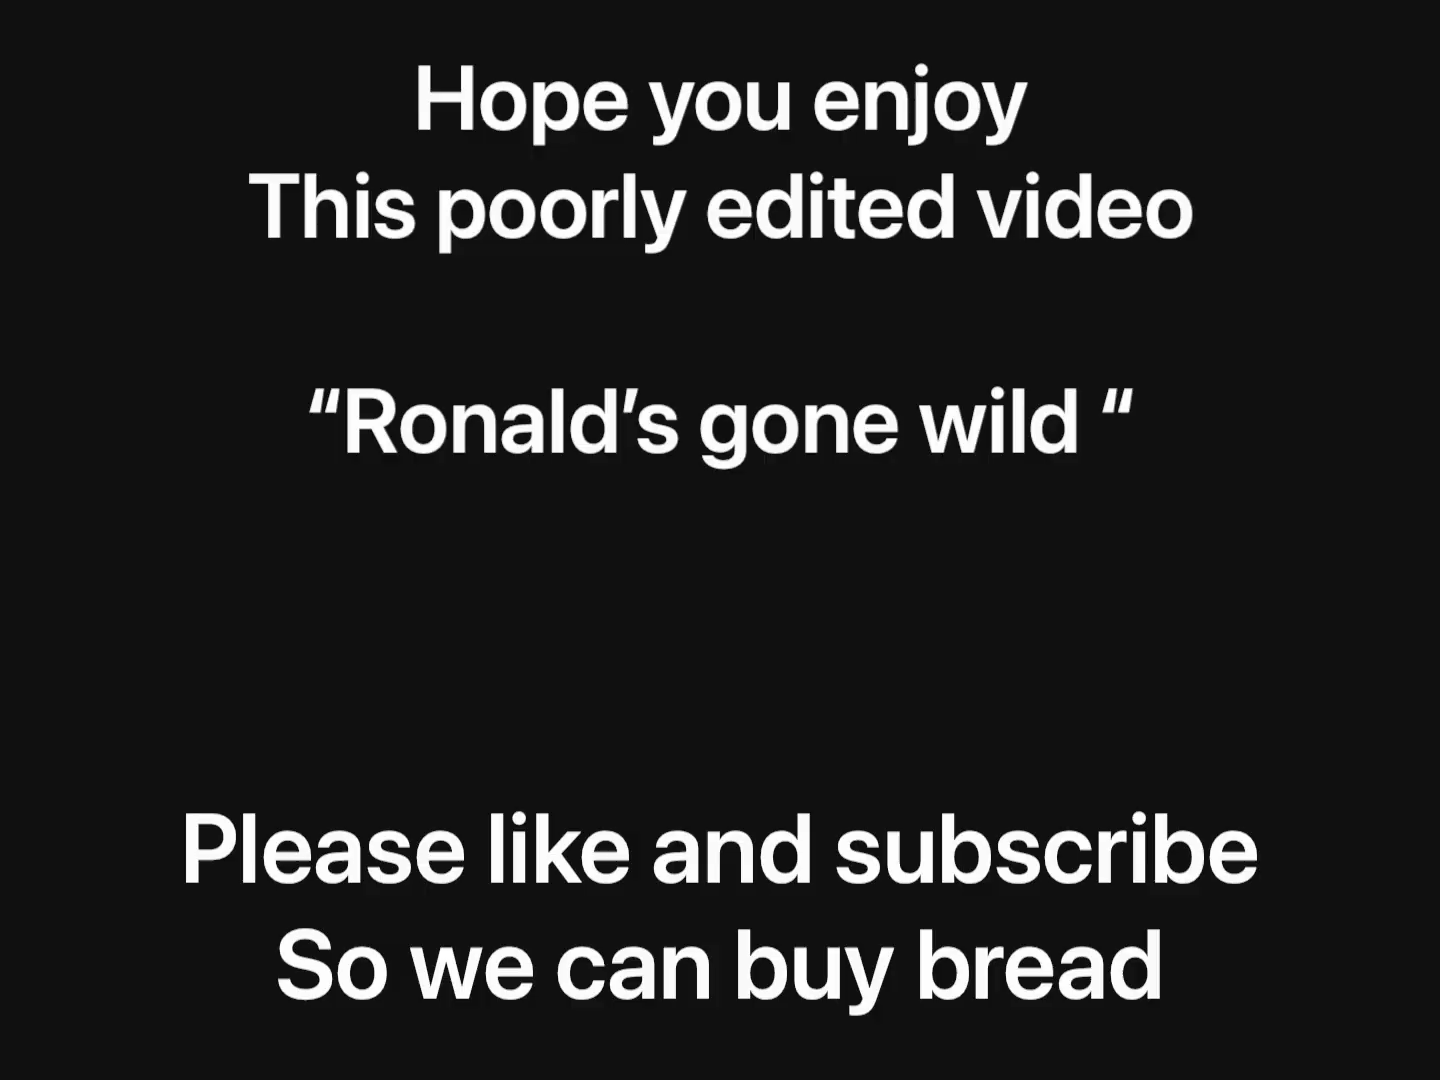 Hope you enjoy
This poorly edited video
“Ronald’s gone wild “
Please like and subscribe
So we can buy bread